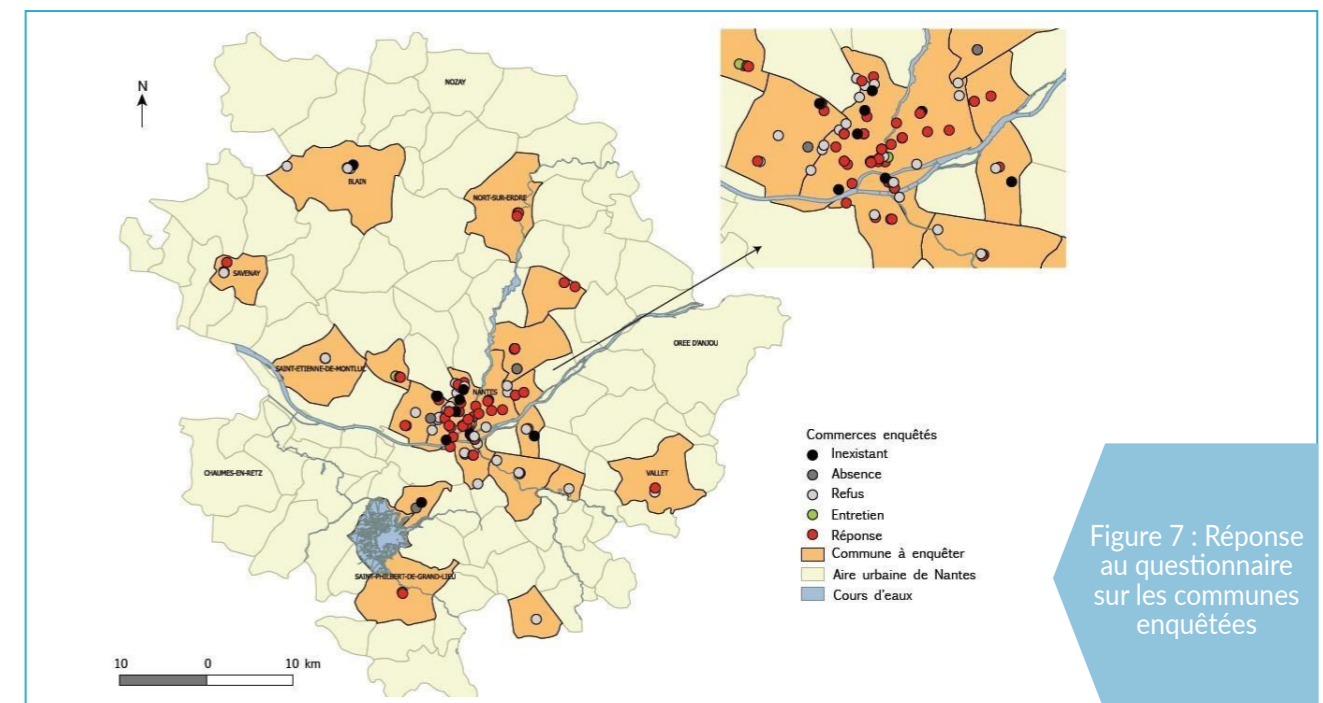 N
NOZAY
BLAIN
NORT-SUR-ERDRE
SAVENAY
OREE D'ANJOU
SAINT-ETIENNE-DE-MONTLUC
NANTES
CHAUMES-EN-RETZ
VALLET
SAINT-PHILBERT-DE-GRAND-LIEU
10 0 10 km
Commerces enquêtés
Inexistant
Absence
Refus
Entretien
Réponse
Commune à enquêter
Aire urbaine de Nantes
Cours d'eaux
Figure 7 : Réponse
au questionnaire
sur les communes
enquêtées